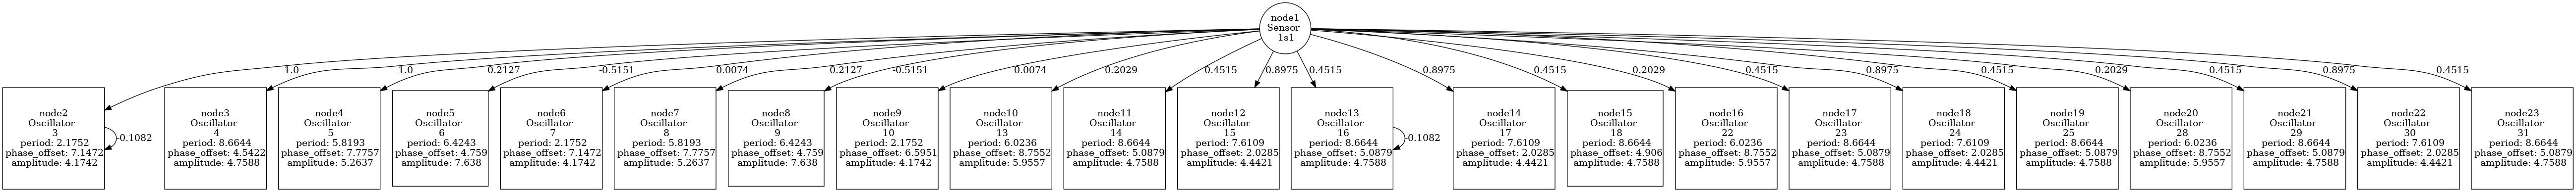 node1
Sensor
1s1
1.0
1.0
0.2127
-0.5151
0.0074
0.2127
-0.5151
0.0074
0.2029
0.4515
0.8975
0.4515
0.8975
0.4515
0.2029
0.4515
0.8975
0.4515
0.2029
0.4515
0.8975
0.4515
node2
Oscillator
3
period: 2.1752
phase_offset: 7.1472
amplitude: 4.1742
-0.1082
node3
Oscillator
4
period: 8.6644
phase_offset: 4.5422
amplitude: 4.7588
node4
Oscillator
5
period: 5.8193
phase_offset: 7.7757
amplitude: 5.2637
node5
Oscillator
6
period: 6.4243
phase_offset: 4.759
amplitude: 7.638
node6
Oscillator
7
period: 2.1752
phase_offset: 7.1472
amplitude: 4.1742
node7
Oscillator
8
period: 5.8193
phase_offset: 7.7757
amplitude: 5.2637
node8
Oscillator
9
period: 6.4243
phase_offset: 4.759
amplitude: 7.638
node9
Oscillator
10
period: 2.1752
phase_offset: 6.5951
amplitude: 4.1742
node10
Oscillator
13
period: 6.0236
phase_offset: 8.7552
amplitude: 5.9557
node11
Oscillator
14
period: 8.6644
phase_offset: 5.0879
amplitude: 4.7588
node12
Oscillator
15
period: 7.6109
phase_offset: 2.0285
amplitude: 4.4421
node13
Oscillator
16
period: 8.6644
phase_offset: 5.0879
amplitude: 4.7588
-0.1082
node14
Oscillator
17
period: 7.6109
phase_offset: 2.0285
amplitude: 4.4421
node15
Oscillator
18
period: 8.6644
phase_offset: 4.906
amplitude: 4.7588
node16
Oscillator
22
period: 6.0236
phase_offset: 8.7552
amplitude: 5.9557
node17
Oscillator
23
period: 8.6644
phase_offset: 5.0879
amplitude: 4.7588
node18
Oscillator
24
period: 7.6109
phase_offset: 2.0285
amplitude: 4.4421
node19
Oscillator
25
period: 8.6644
phase_offset: 5.0879
amplitude: 4.7588
node20
Oscillator
28
period: 6.0236
phase_offset: 8.7552
amplitude: 5.9557
node21
Oscillator
29
period: 8.6644
phase_offset: 5.0879
amplitude: 4.7588
node22
Oscillator
30
period: 7.6109
phase_offset: 2.0285
amplitude: 4.4421
node23
Oscillator
31
period: 8.6644
phase_offset: 5.0879
amplitude: 4.7588